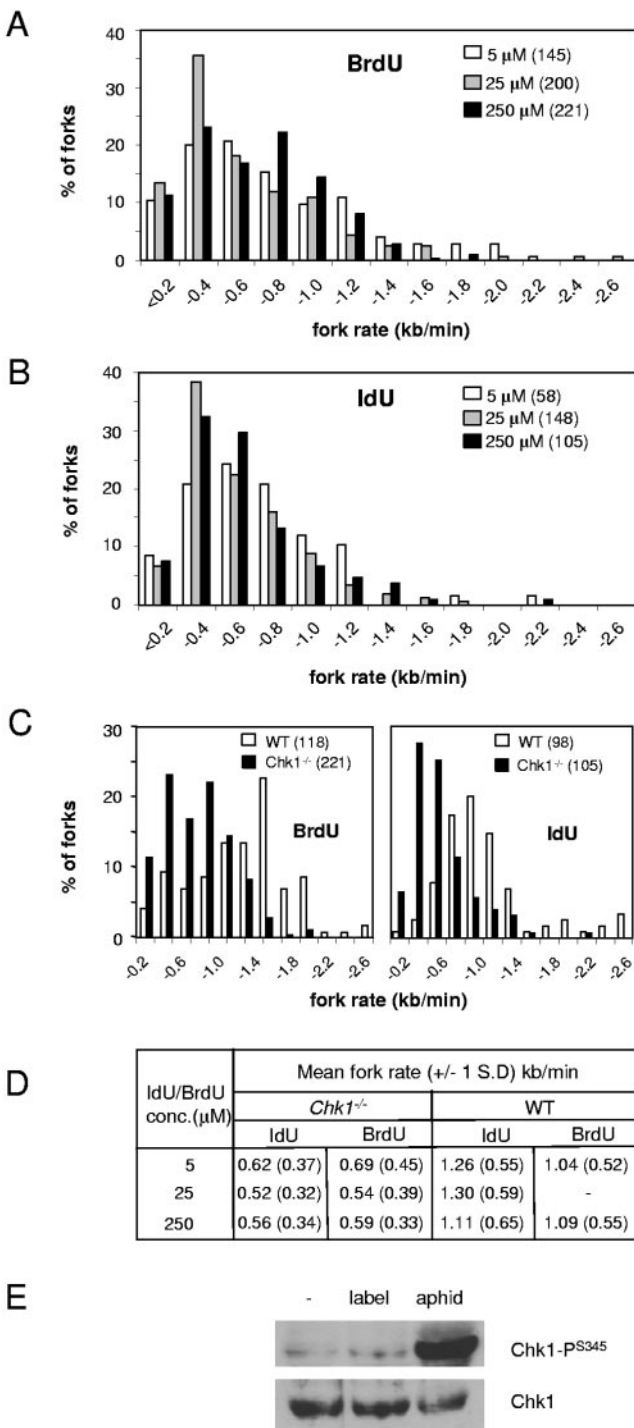 A
40
30
20
10
0
% of forks
BrdU
5 µM (145)
25 µM (200)
250 µM (221)
<0.2 -0.4 -0.6 -0.8 -1.0 -1.2 -1.4 -1.6 -1.8 -2.0 -2.2 -2.4 -2.6
fork rate (kb/min)
B
40
30
20
10
0
% of forks
IdU
5 µM (58)
25 µM (148)
250 µM (105)
<0.2 -0.4 -0.6 -0.8 -1.0 -1.2 -1.4 -1.6 -1.8 -2.0 -2.2 -2.4 -2.6
fork rate (kb/min)
C
30
20
10
0
% of forks
WT (118)
Chk1-/- (221)
BrdU
-0.2 -0.6 -1.0 -1.4 -1.8 -2.2 -2.6
WT (98)
Chk1-/- (105)
IdU
-0.2 -0.6 -1.0 -1.4 -1.8 -2.2 -2.6
fork rate (kb/min)
D
IdU/BrdU conc.(µM)
Mean fork rate (+/- 1 S.D) kb/min
Chk1-/- WT
IdU BrdU IdU BrdU
5 0.62 (0.37) 0.69 (0.45) 1.26 (0.55) 1.04 (0.52)
25 0.52 (0.32) 0.54 (0.39) 1.30 (0.59) -
250 0.56 (0.34) 0.59 (0.33) 1.11 (0.65) 1.09 (0.55)
E
- label aphid
Chk1-PS345
Chk1